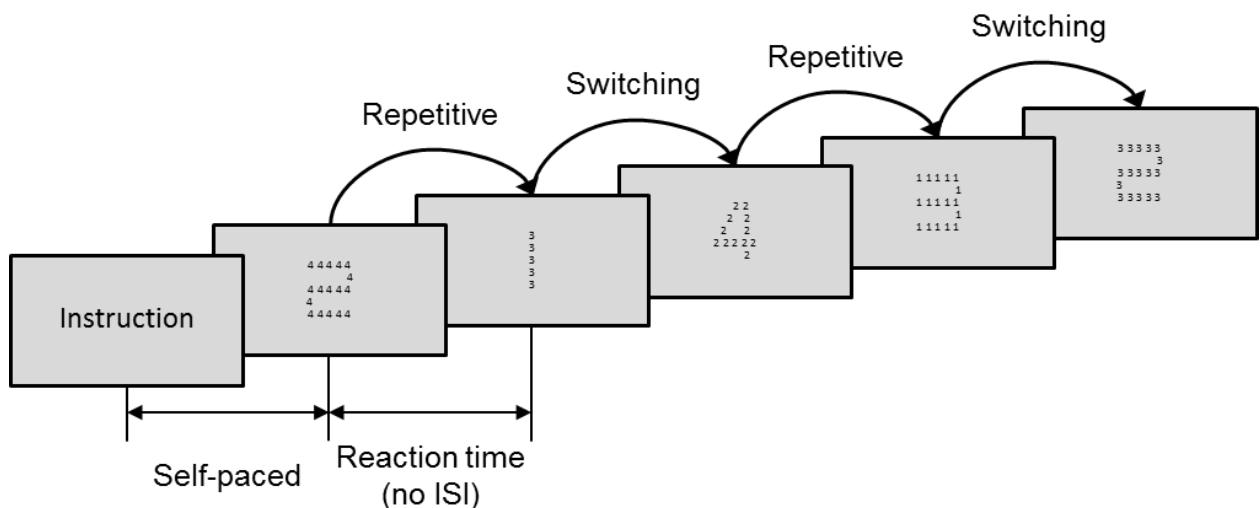 Switching
Repetitive
Switching
Repetitive
3 3 3 3 3
3
3 3 3 3 3
3
3 3 3 3 3
1 1 1 1 1
1
1 1 1 1 1
1
1 1 1 1 1
2 2
2 2
2 2
2 2 2 2 2
2
3
3
3
3
3
4 4 4 4 4
4
4 4 4 4 4
4
4 4 4 4 4
Instruction
Self-paced
Reaction time
(no ISI)